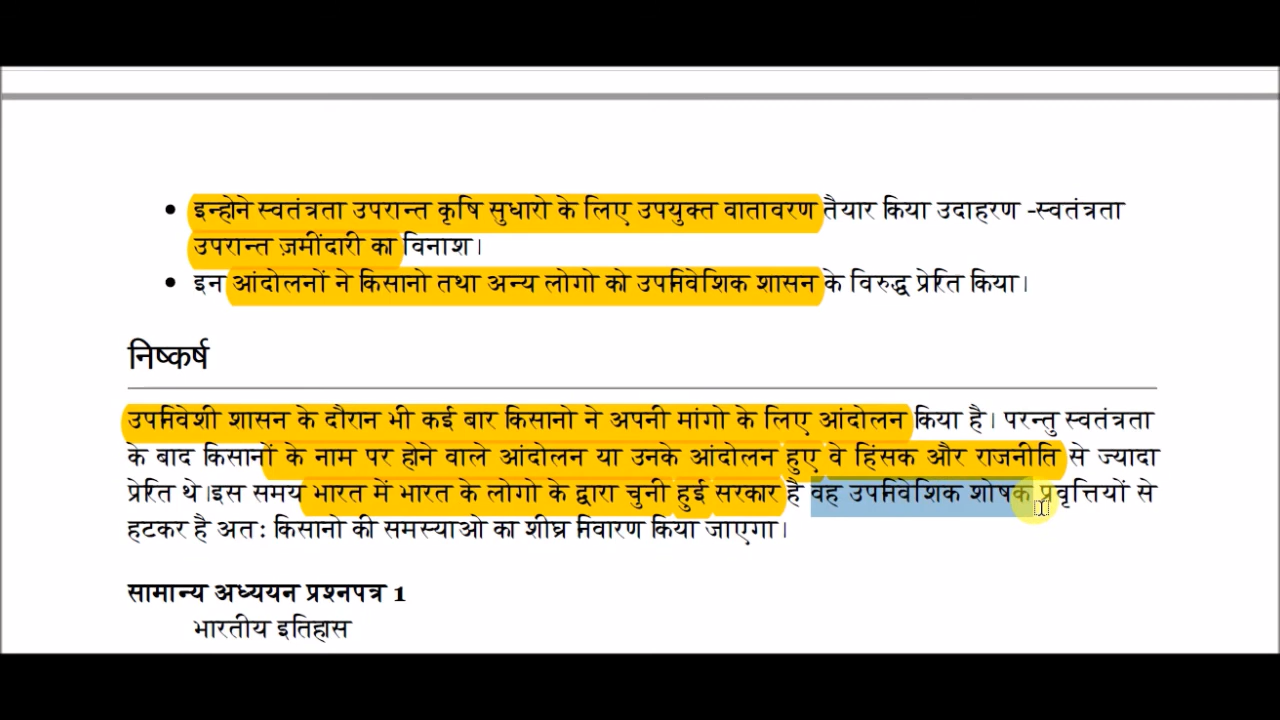 इन्होने स्वतंत्रता उपरान्त कृषि सुधारो के लिए उपयुक्त वातावरण तैयार किया उदाहरण -स्वतंत्रता
उपरान्त ज़मींदारी का विनाश।
इन आंदोलनों ने किसानो तथा अन्य लोगो को उपनिवेशिक शासन के विरुद्ध प्रेरित किया।
निष्कर्ष
उपनिवेशी शासन के दौरान भी कई बार किसानो ने अपनी मांगो के लिए आंदोलन किया है। परन्तु स्वतंत्रता
के बाद किसानों के नाम पर होने वाले आंदोलन या उनके आंदोलन हुए वे हिंसक और राजनीति से ज्यादा
प्रेरित थे।इस समय भारत में भारत के लोगो के द्वारा चुनी हुई सरकार है वह उपनिवेशिक शोषक प्रवृत्तियों से
हटकर है अतः किसानो की समस्याओ का शीघ्र निवारण किया जाएगा।
सामान्य अध्ययन प्रश्नपत्र 1
भारतीय इतिहास